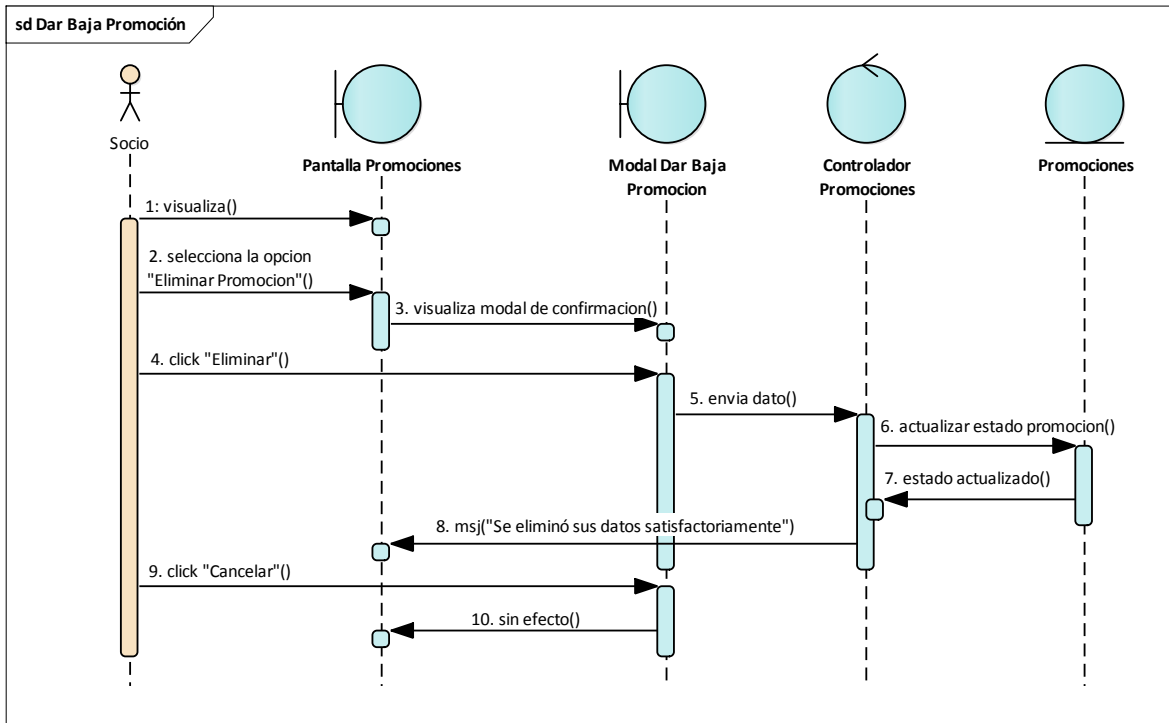 sd Dar Baja Promoción
Socio
Pantalla Promociones
Modal Dar Baja
Promocion
Controlador
Promociones
Promociones
1: visualiza()
2. selecciona la opcion
"Eliminar Promocion"()
3. visualiza modal de confirmacion()
4. click "Eliminar"()
5. envia dato()
6. actualizar estado promocion()
7. estado actualizado()
8. msj("Se eliminó sus datos satisfactoriamente")
9. click "Cancelar"()
10. sin efecto()